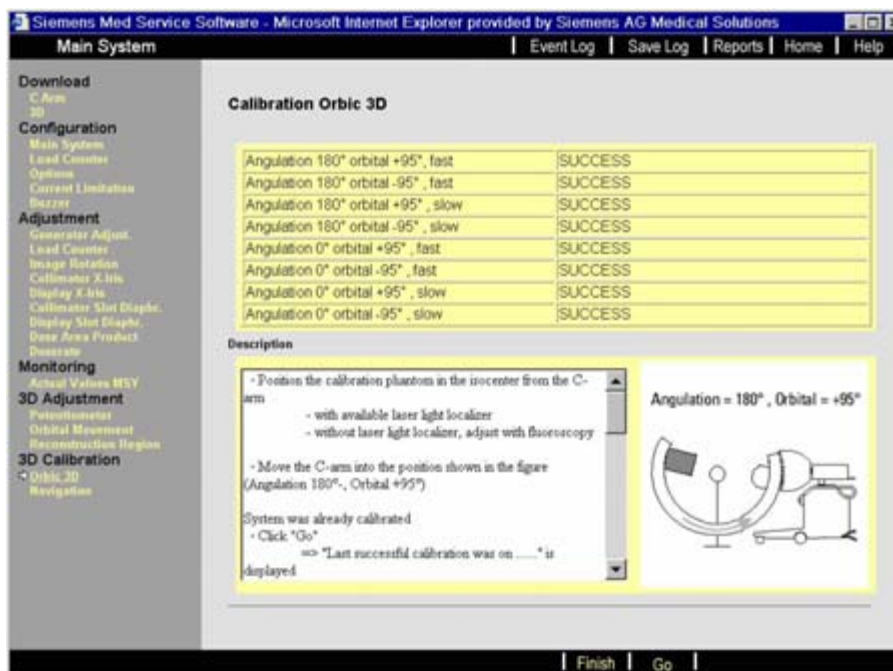 Siemens Med Service Software - Microsoft Internet Explorer provided by Siemens AG Medical Solutions
Main System
Event Log
Save Log
Reports
Home
Help
Download
C Arm
3D
Configuration
Main System
Load Counter
Options
Current Limitation
Buzzer
Adjustment
Generator Adjust.
Load Counter
Image Rotation
Collimator X-Iris
Display X-Iris
Collimator Slot Diaphr.
Display Slot Diaphr.
Dose Area Product
Doserate
Monitoring
Actual Values MSY
3D Adjustment
Potentiometer
Orbital Movement
Reconstruction Region
3D Calibration
Orbic 3D
Navigation
Calibration Orbic 3D
Angulation 180° orbital +95°, fast SUCCESS
Angulation 180° orbital -95° , fast SUCCESS
Angulation 180° orbital +95° , slow SUCCESS
Angulation 180° orbital -95° , slow SUCCESS
Angulation 0° orbital +95° , fast SUCCESS
Angulation 0° orbital -95° , fast SUCCESS
Angulation 0° orbital +95° , slow SUCCESS
Angulation 0° orbital -95° , slow SUCCESS
Description
- Position the calibration phantom in the isocenter from the C-
arm
- with available laser light localizer
- without laser light localizer, adjust with fluoroscopy
- Move the C-arm into the position shown in the figure
(Angulation 180°-, Orbital +95°)
System was already calibrated
- Click "Go"
=> "Last successful calibration was on ......" is
displayed
Angulation = 180° , Orbital = +95°
Finish
Go